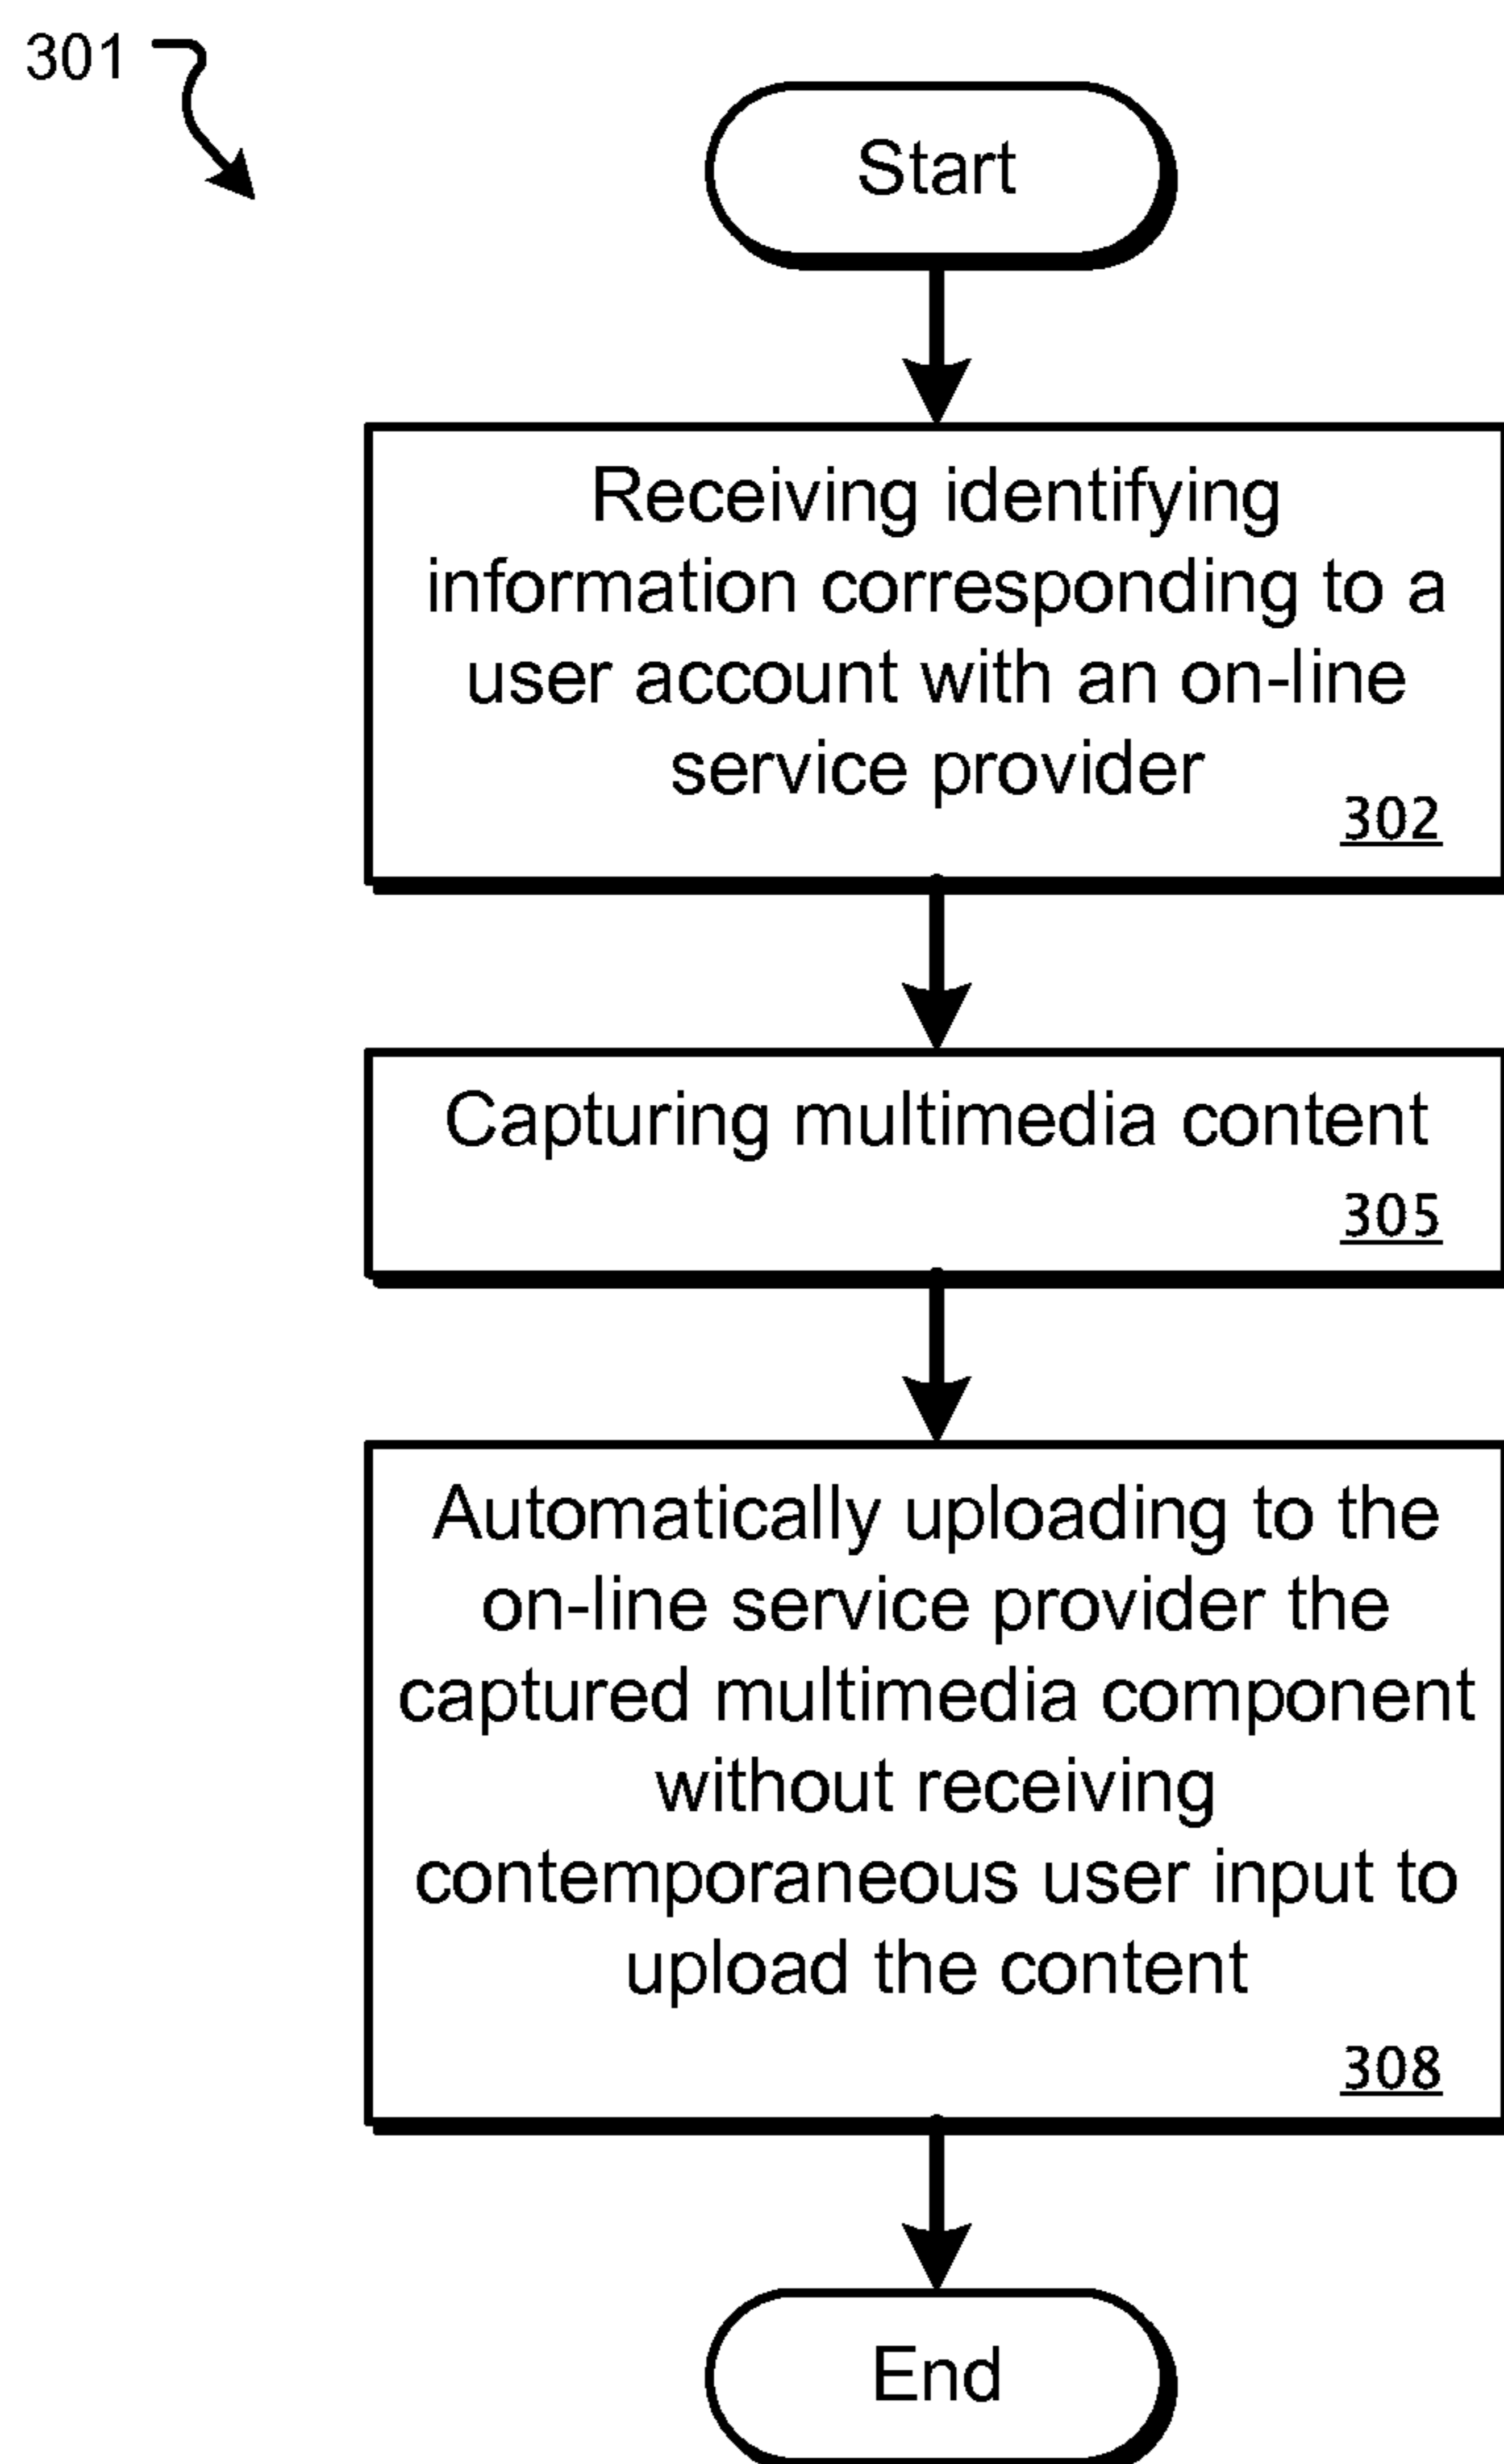 301
Start
Receiving identifying
information corresponding to a
user account with an on-line
service provider
302
Capturing multimedia content
305
Automatically uploading to the
on-line service provider the
captured multimedia component
without receiving
contemporaneous user input to
upload the content
308
End